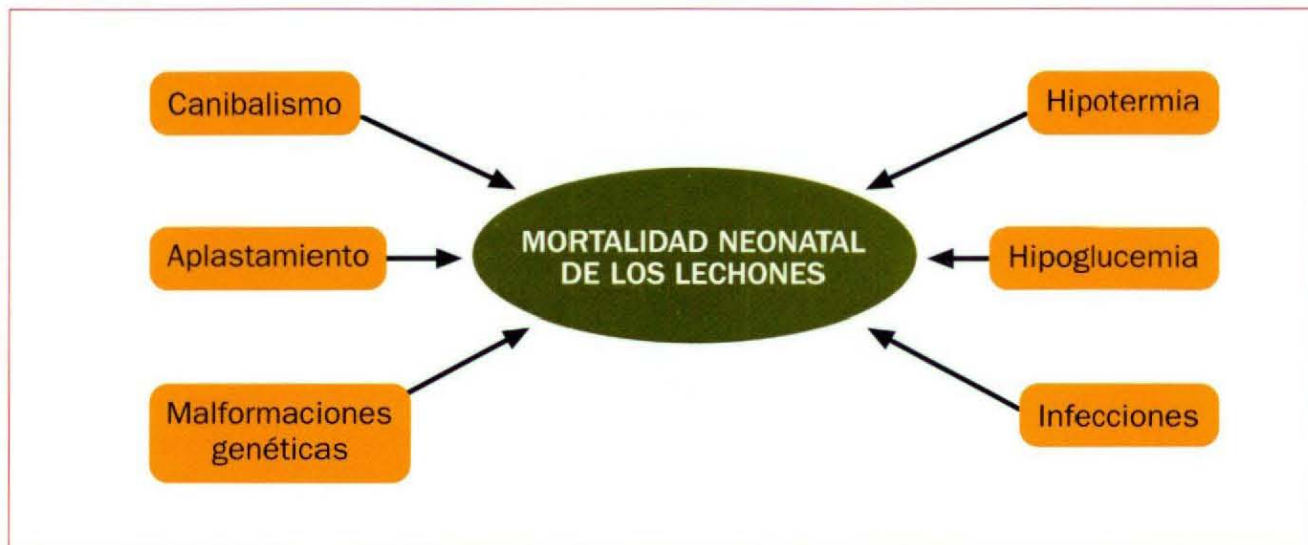 Canibalismo
Aplastamiento
Malformaciones
genéticas
MORTALIDAD NEONATAL
DE LOS LECHONES
Hipotermia
Hipoglucemia
Infecciones